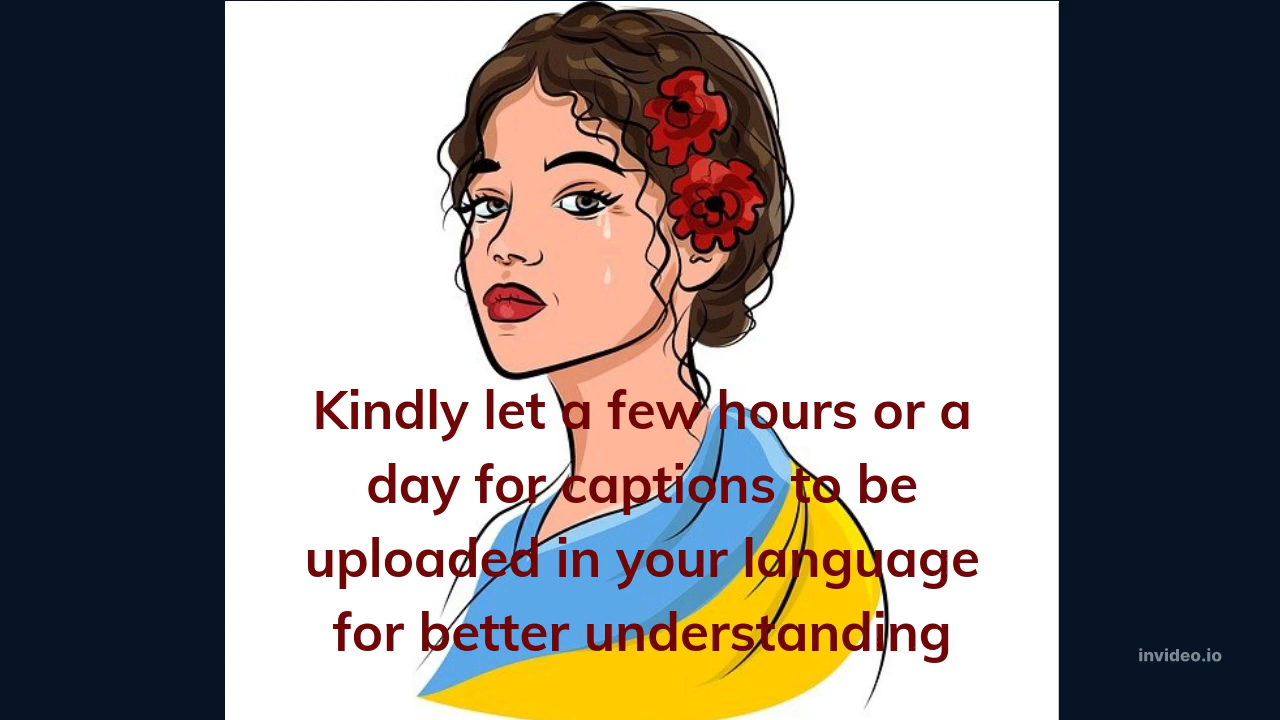 Kindly let a few hours or a
day for captions to be
uploaded in your language
for better understanding
invideo.io